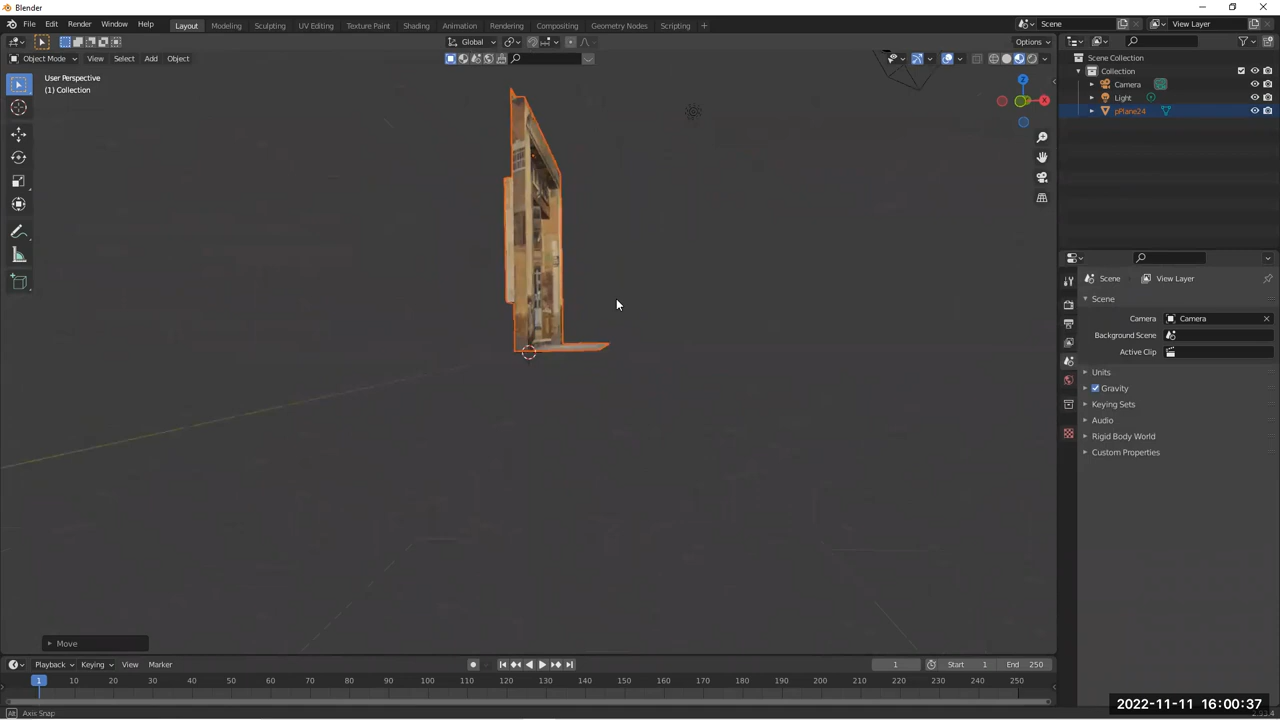 Blender
File Edit Render Window Help Layout Modeling Sculpting UV Editing Texture Paint Shading Animation Rendering Compositing Geometry Nodes Scripting + Scene View Layer
Global Options
Object Mode View Select Add Object
User Perspective
(1) Collection
Z
X
Scene Collection
Collection
Camera
Light
pPlane24
Scene View Layer
Scene
Camera Camera
Background Scene
Active Clip
Units
Gravity
Keying Sets
Audio
Rigid Body World
Custom Properties
Move
Playback Keying View Marker 1 Start 1 End 250
1 10 20 30 40 50 60 70 80 90 100 110 120 130 140 150 160 170 180 190 200 210 220 230 240 250
Alt Axis Snap
2022-11-11 16:00:37